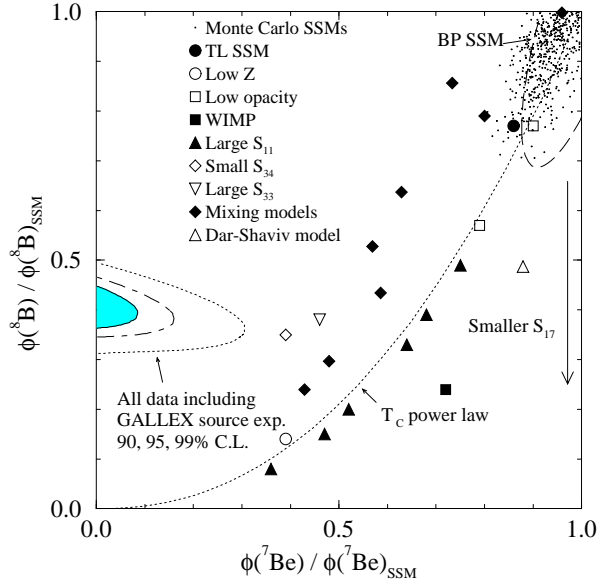 1.0
Monte Carlo SSMs
TL SSM
Low Z
Low opacity
WIMP
Large S₁₁
Small S₃₄
Large S₃₃
Mixing models
Dar-Shaviv model
BP SSM
0.5
ϕ(⁸B) / ϕ(⁸B)SSM
Smaller S₁₇
All data including
GALLEX source exp.
90, 95, 99% C.L.
T_C power law
0.0
0.0 0.5 1.0
ϕ(⁷Be) / ϕ(⁷Be)SSM